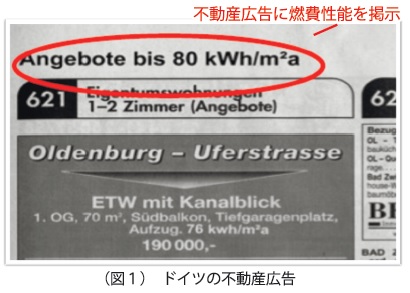 不動産広告に燃費性能を掲示
Angebote bis 80 kWh/m²a
621
Eigentumswohnungen
1–2 Zimmer (Angebote)
62
Oldenburg – Uferstrasse
ETW mit Kanalblick
1. OG, 70 m², Südbalkon, Tiefgaragenplatz,
Aufzug. 76 kwh/m²a
190 000,-
Bezug
OL – 
(図1) ドイツの不動産広告